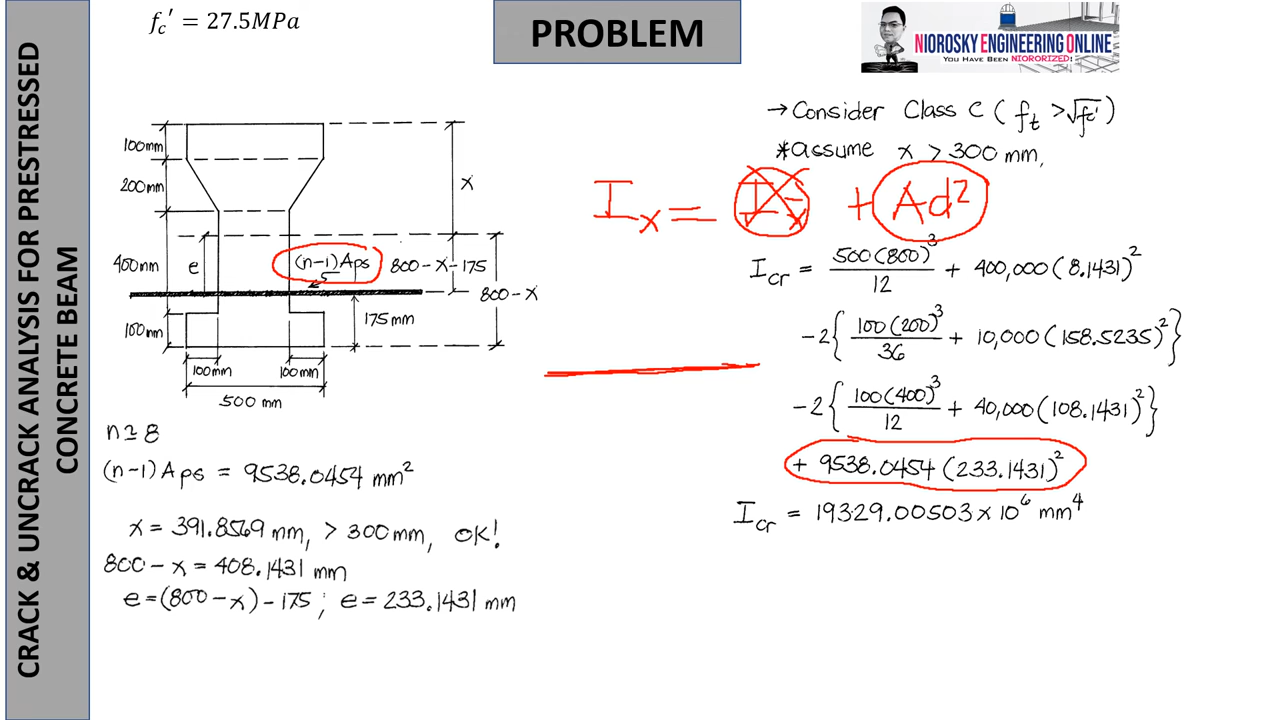 CRACK & UNCRACK ANALYSIS FOR PRESTRESSED
CONCRETE BEAM
fc' = 27.5MPa
PROBLEM
NIOROSKY ENGINEERING ONLINE
YOU HAVE BEEN NIORORIZED!
100mm
200mm
400mm
100mm
e
x
(n-1)Aps
800-x-175
800-x
175 mm
100mm
100mm
500 mm
n ≅ 8
(n-1)Aps = 9538.0454 mm²
x = 391.8569 mm, > 300mm, OK!
800-x = 408.1431 mm
e = (800-x)-175 ; e = 233.1431 mm
→ Consider Class C (ft > √fc')
*assume x > 300 mm,
Ix = Ix + Ad²
Icr = 500(800)³/12 + 400,000(8.1431)²
-2{100(200)³/36 + 10,000(158.5235)²}
-2{100(400)³/12 + 40,000(108.1431)²}
+ 9538.0454(233.1431)²
Icr = 19329.00503 x 10⁶ mm⁴